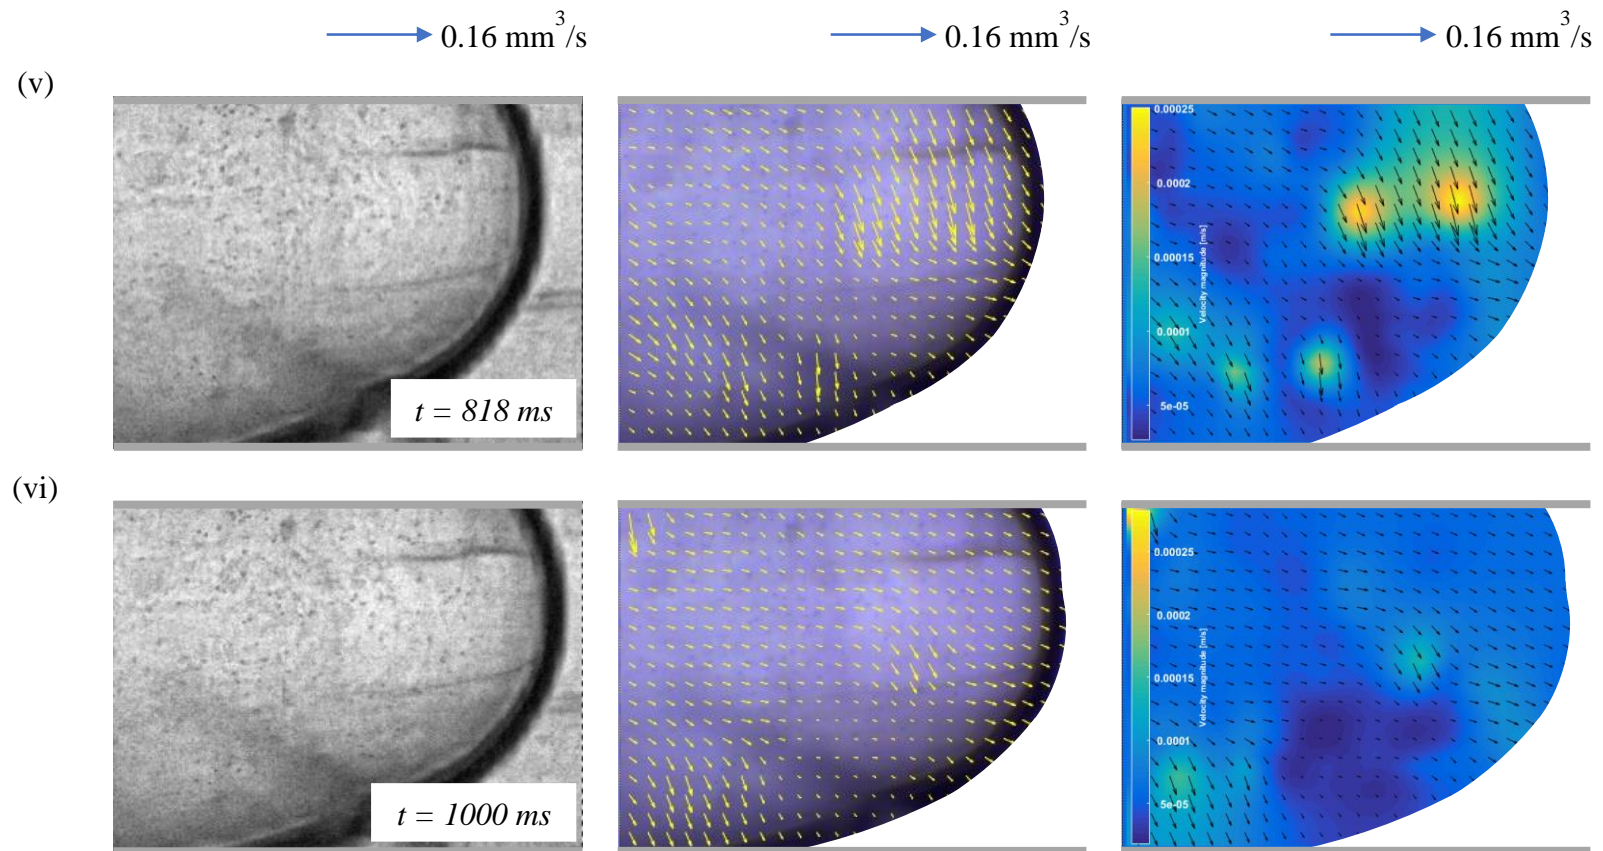 0.16 mm³/s 0.16 mm³/s 0.16 mm³/s
(v)
t = 818 ms
0.00025
0.0002
0.00015
0.0001
5e-05
Velocity magnitude [m/s]
(vi)
t = 1000 ms
0.00025
0.0002
0.00015
0.0001
5e-05
Velocity magnitude [m/s]